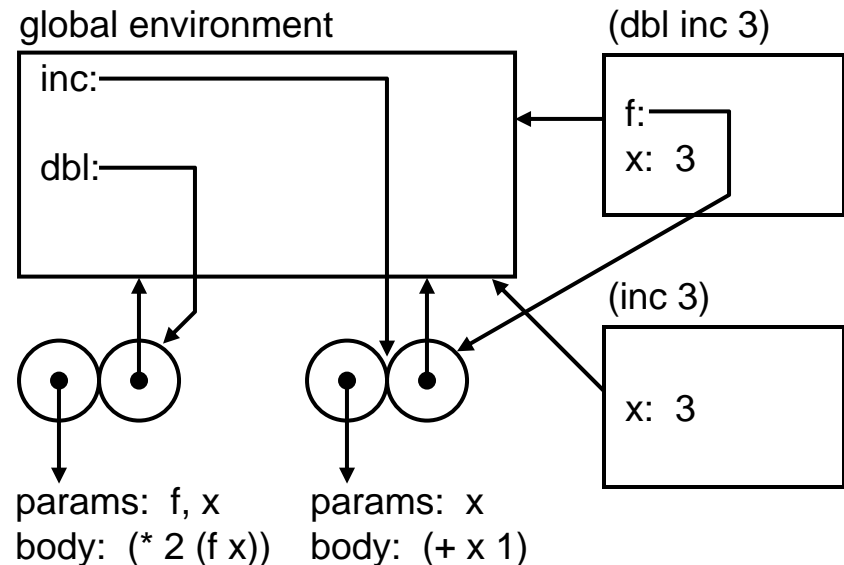 global environment
(dbl inc 3)
inc:
dbl:
f:
x: 3
(inc 3)
x: 3
params: f, x
body: (* 2 (f x))
params: x
body: (+ x 1)